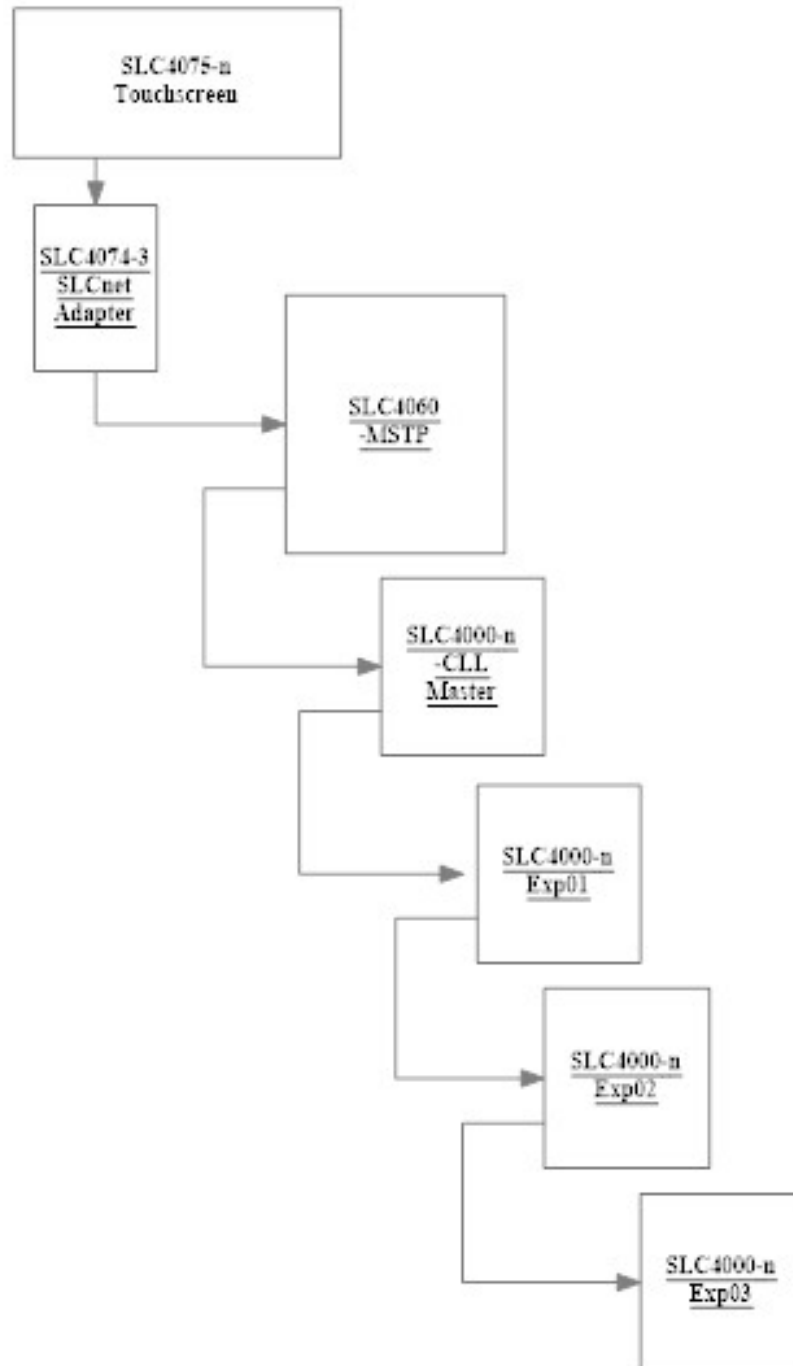 SLC4075-n
Touchscreen
SLC4074-3
SLCnet
Adapter
SLC4060
-MSTP
SLC4000-n
-CLL
Master
SLC4000-n
Exp01
SLC4000-n
Exp02
SLC4000-n
Exp03